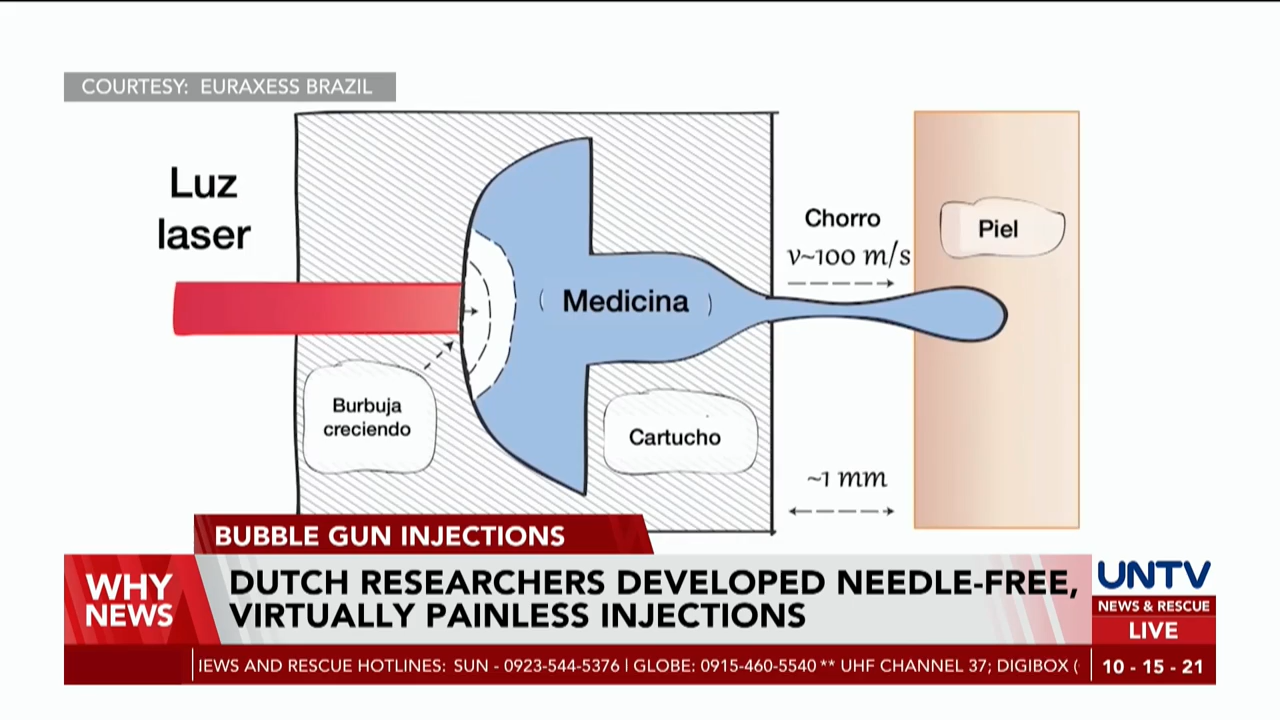 COURTESY: EURAXESS BRAZIL
Luz
laser
Chorro
v~100 m/s
Piel
Medicina
Burbuja
creciendo
Cartucho
~1 mm
BUBBLE GUN INJECTIONS
WHY
NEWS
DUTCH RESEARCHERS DEVELOPED NEEDLE-FREE,
VIRTUALLY PAINLESS INJECTIONS
UNTV
NEWS & RESCUE
LIVE
IEWS AND RESCUE HOTLINES: SUN - 0923-544-5376 | GLOBE: 0915-460-5540 ** UHF CHANNEL 37; DIGIBOX (
10 - 15 - 21